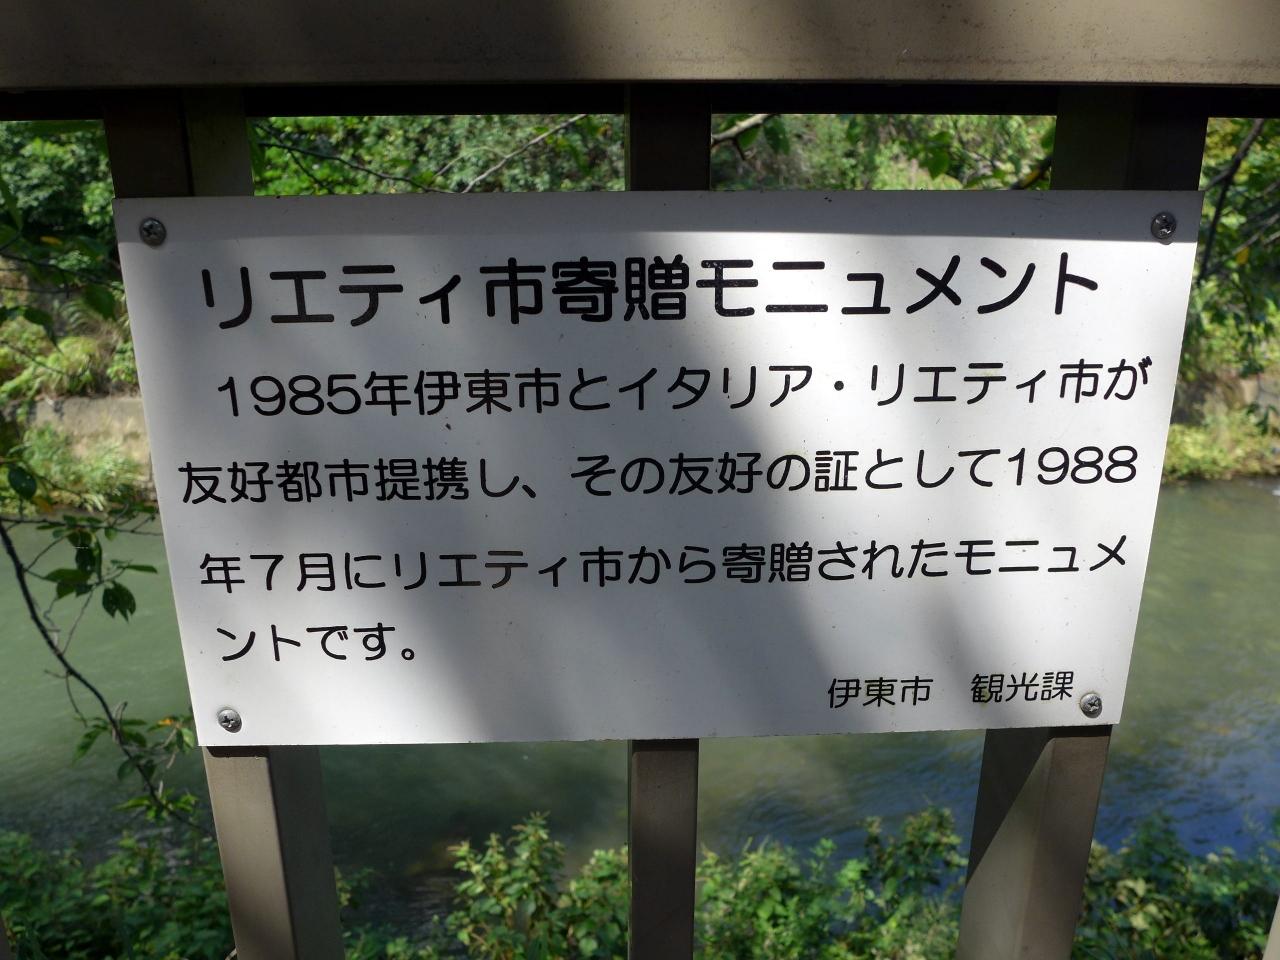 リエティ市寄贈モニュメント
1985年伊東市とイタリア・リエティ市が
友好都市提携し、その友好の証として1988
年7月にリエティ市から寄贈されたモニュメ
ントです。
伊東市　観光課